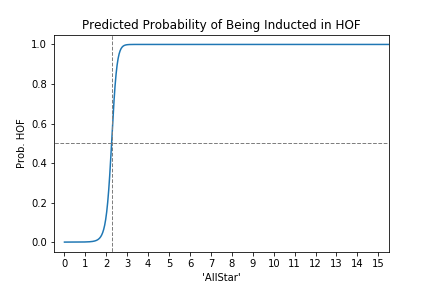 Predicted Probability of Being Inducted in HOF
1.0
0.8
0.6
0.4
0.2
0.0
Prob. HOF
0 1 2 3 4 5 6 7 8 9 10 11 12 13 14 15
'AllStar'